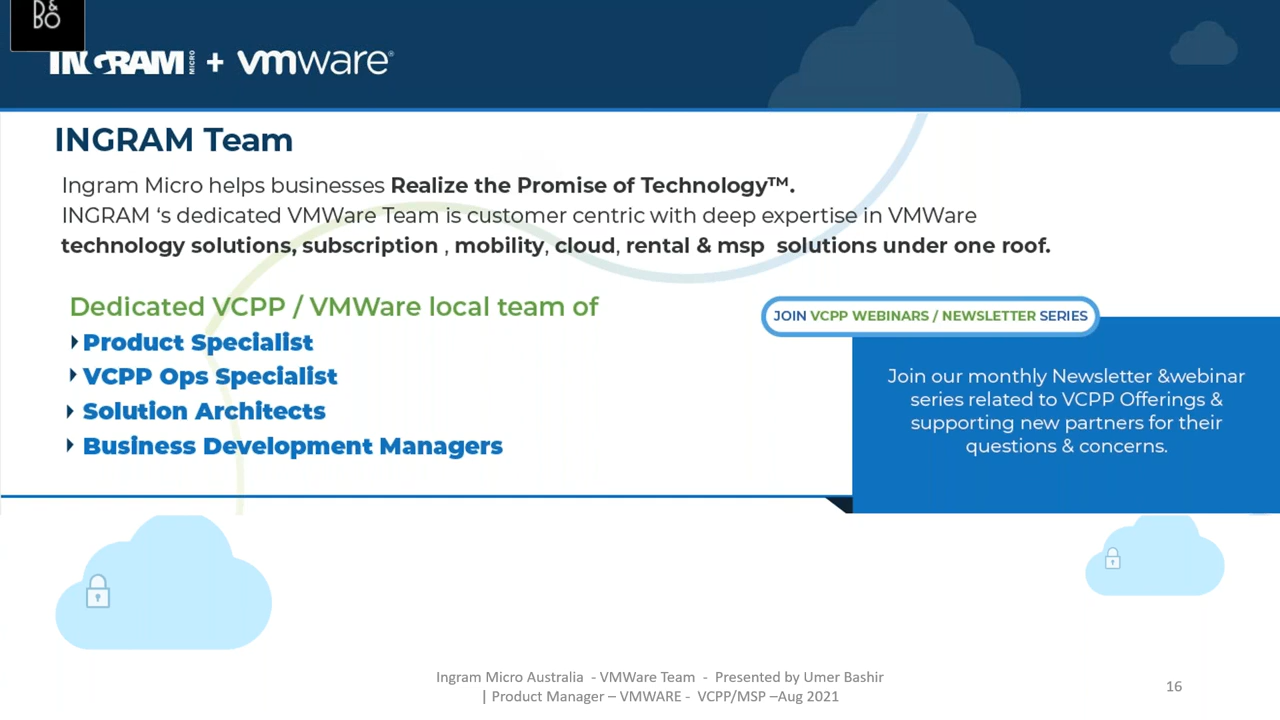 B&
BO
INGRAM MICRO + vmware®
INGRAM Team
Ingram Micro helps businesses Realize the Promise of Technology™.
INGRAM ‘s dedicated VMWare Team is customer centric with deep expertise in VMWare
technology solutions, subscription , mobility, cloud, rental & msp solutions under one roof.
Dedicated VCPP / VMWare local team of
Product Specialist
VCPP Ops Specialist
Solution Architects
Business Development Managers
JOIN VCPP WEBINARS / NEWSLETTER SERIES
Join our monthly Newsletter &webinar
series related to VCPP Offerings &
supporting new partners for their
questions & concerns.
Ingram Micro Australia - VMWare Team - Presented by Umer Bashir
| Product Manager – VMWARE - VCPP/MSP –Aug 2021
16